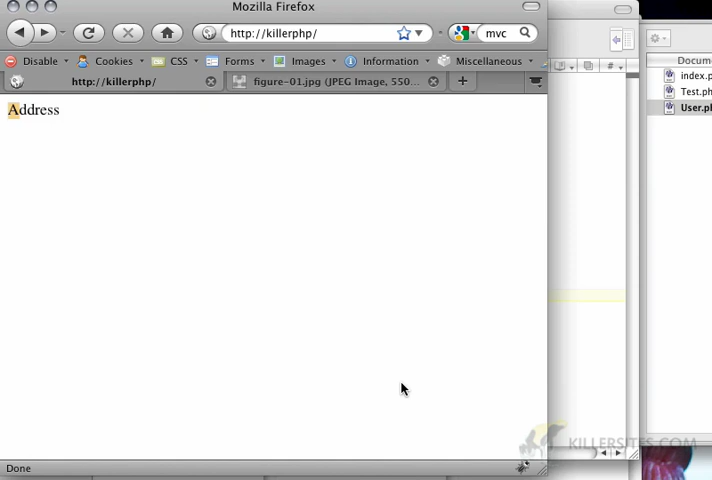 Mozilla Firefox
http://killerphp/
mvc
Disable
Cookies
CSS
Forms
Images
Information
Miscellaneous
http://killerphp/
figure-01.jpg (JPEG Image, 550...
Address
Done
#
Docum
index.p
Test.ph
User.pl
KILLERSITES.COM